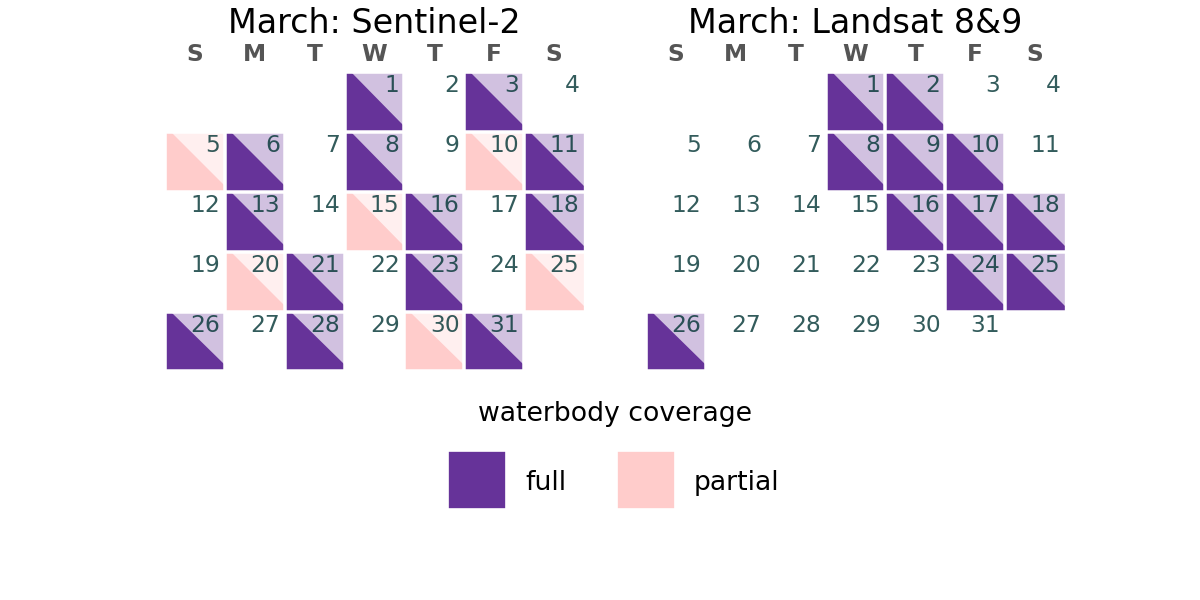 March: Sentinel-2
S M T W T F S
1 2 3 4
5 6 7 8 9 10 11
12 13 14 15 16 17 18
19 20 21 22 23 24 25
26 27 28 29 30 31
March: Landsat 8&9
S M T W T F S
1 2 3 4
5 6 7 8 9 10 11
12 13 14 15 16 17 18
19 20 21 22 23 24 25
26 27 28 29 30 31
waterbody coverage
full
partial